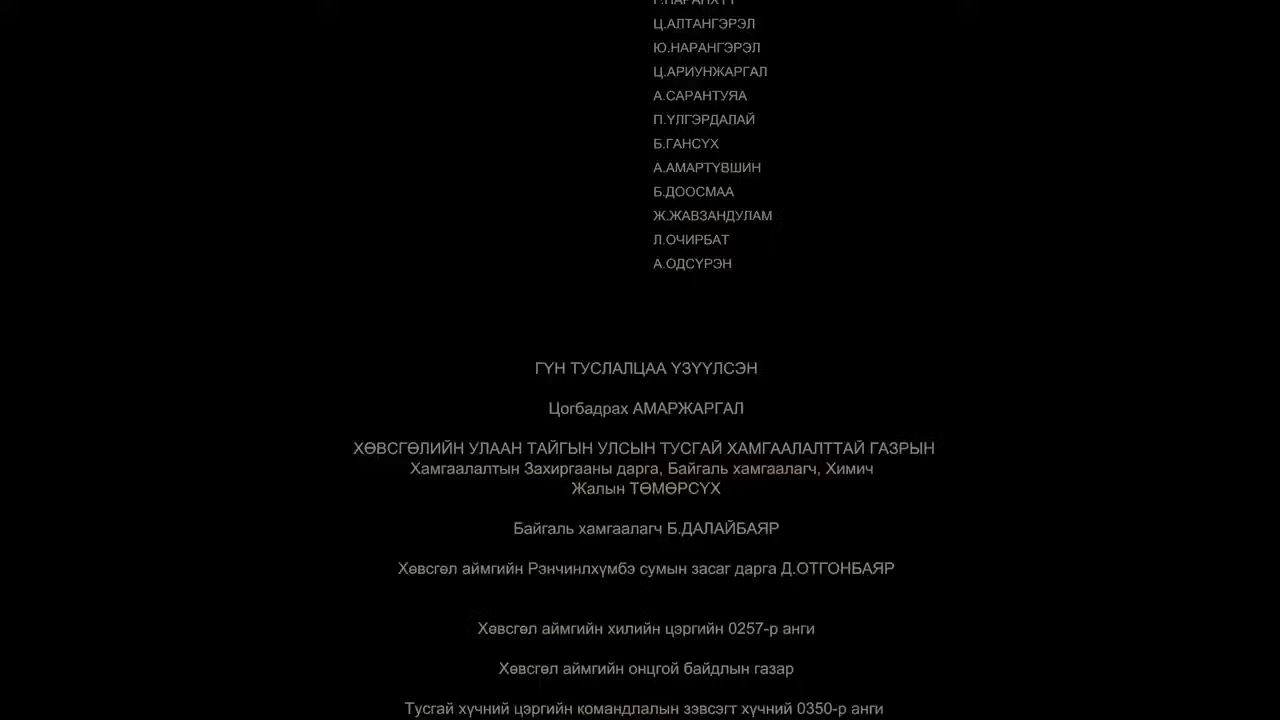 Ц.АЛТАНГЭРЭЛ
Ю.НАРАНГЭРЭЛ
Ц.АРИУНЖАРГАЛ
А.САРАНТУЯА
П.ҮЛГЭРДАЛАЙ
Б.ГАНСҮХ
А.АМАРТҮВШИН
Б.ДООСМАА
Ж.ЖАВЗАНДУЛАМ
Л.ОЧИРБАТ
А.ОДСҮРЭН
ГҮН ТУСЛАЛЦАА ҮЗҮҮЛСЭН
Цогбадрах АМАРЖАРГАЛ
ХӨВСГӨЛИЙН УЛААН ТАЙГЫН УЛСЫН ТУСГАЙ ХАМГААЛАЛТТАЙ ГАЗРЫН
Хамгаалалтын Захиргааны дарга, Байгаль хамгаалагч, Химич
Жалын ТӨМӨРСҮХ
Байгаль хамгаалагч Б.ДАЛАЙБАЯР
Хөвсгөл аймгийн Рэнчинлхүмбэ сумын засаг дарга Д.ОТГОНБАЯР
Хөвсгөл аймгийн хилийн цэргийн 0257-р анги
Хөвсгөл аймгийн онцгой байдлын газар
Тусгай хүчний цэргийн командлалын зэвсэгт хүчний 0350-р анги